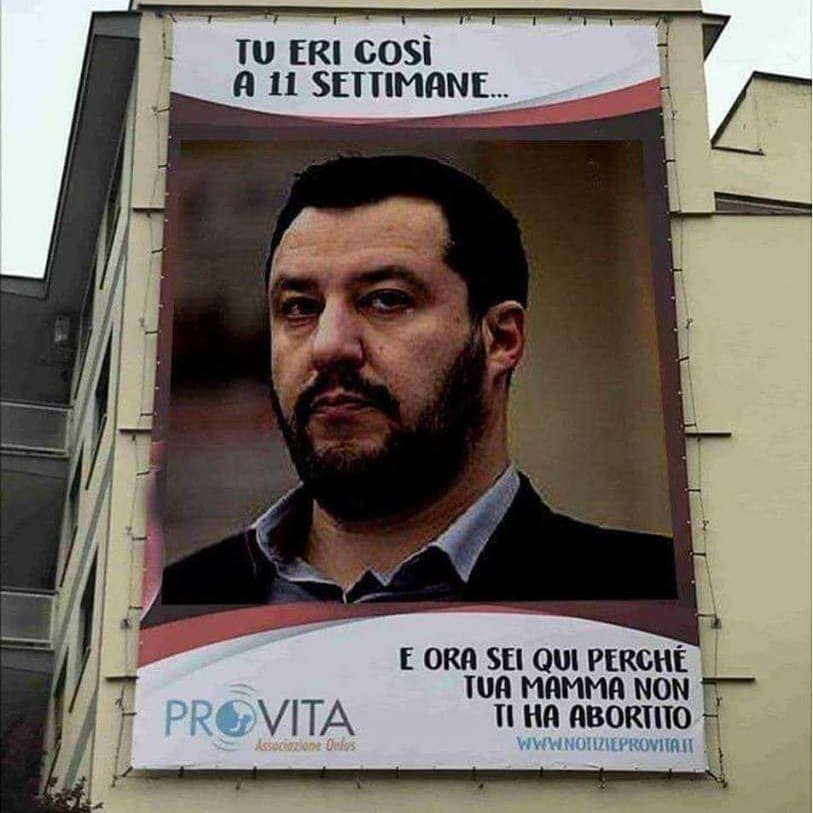 TU ERI COSÌ
A 11 SETTIMANE...
E ORA SEI QUI PERCHÉ
TUA MAMMA NON
TI HA ABORTITO
WWW.NOTIZIEPROVITA.IT
PROVITA
Associazione Onlus